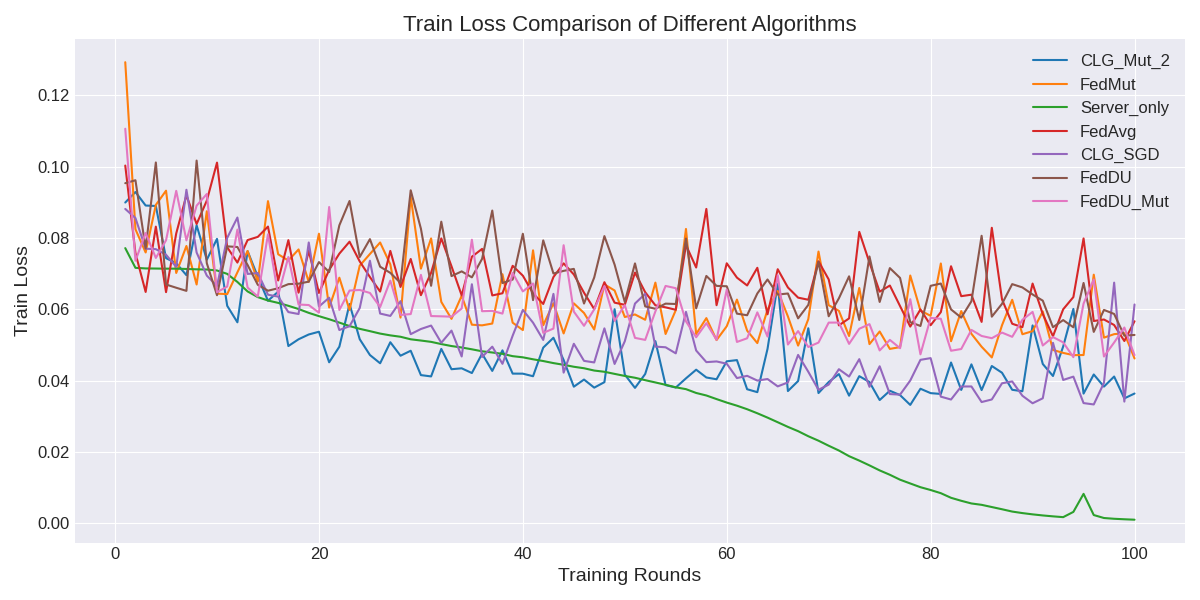 Train Loss Comparison of Different Algorithms
Train Loss
0.12
0.10
0.08
0.06
0.04
0.02
0.00
CLG_Mut_2
FedMut
Server_only
FedAvg
CLG_SGD
FedDU
FedDU_Mut
0
20
40
60
80
100
Training Rounds